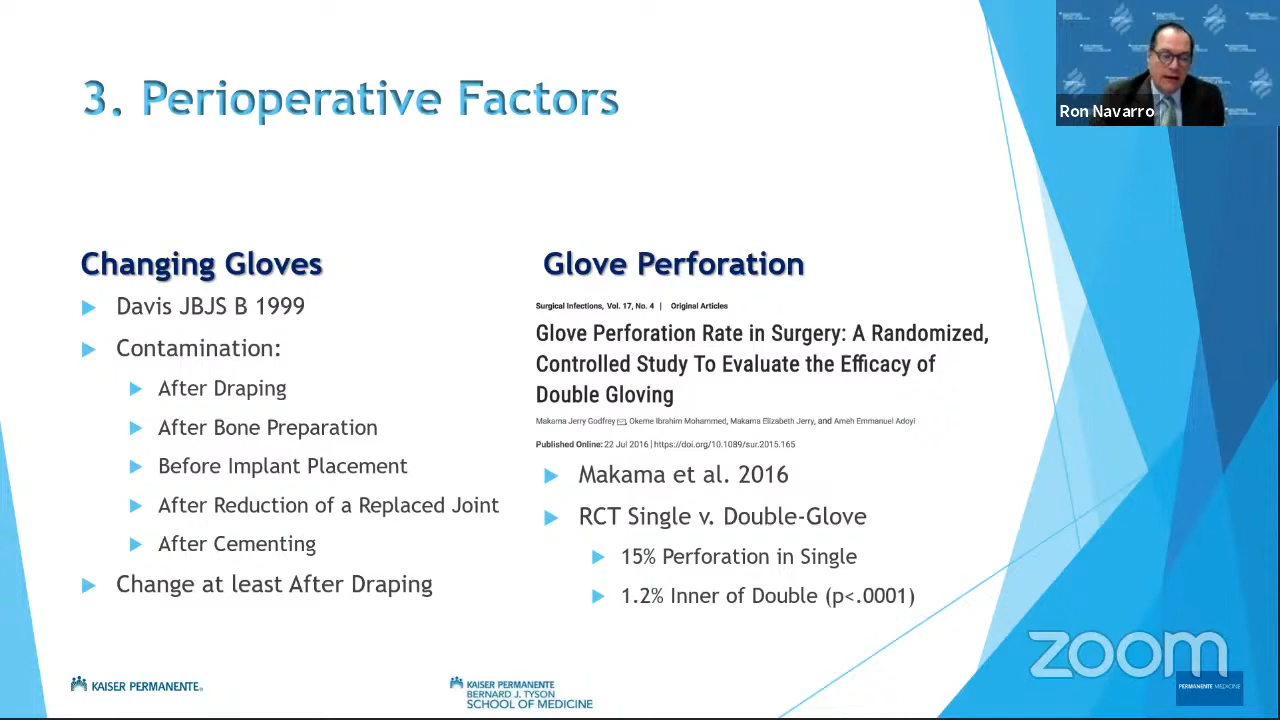 3. Perioperative Factors
Ron Navarro
Changing Gloves
Davis JBJS B 1999
Contamination:
After Draping
After Bone Preparation
Before Implant Placement
After Reduction of a Replaced Joint
After Cementing
Change at least After Draping
Glove Perforation
Surgical Infections, Vol. 17, No. 4 | Original Articles
Glove Perforation Rate in Surgery: A Randomized,
Controlled Study To Evaluate the Efficacy of
Double Gloving
Makama Jerry Godfrey, Okeme Ibrahim Mohammed, Makama Elizabeth Jerry, and Ameh Emmanuel Adoyi
Published Online: 22 Jul 2016 | https://doi.org/10.1089/sur.2015.165
Makama et al. 2016
RCT Single v. Double-Glove
15% Perforation in Single
1.2% Inner of Double (p<.0001)
KAISER PERMANENTE®
KAISER PERMANENTE
BERNARD J. TYSON
SCHOOL OF MEDICINE
zoom
PERMANENTE MEDICINE